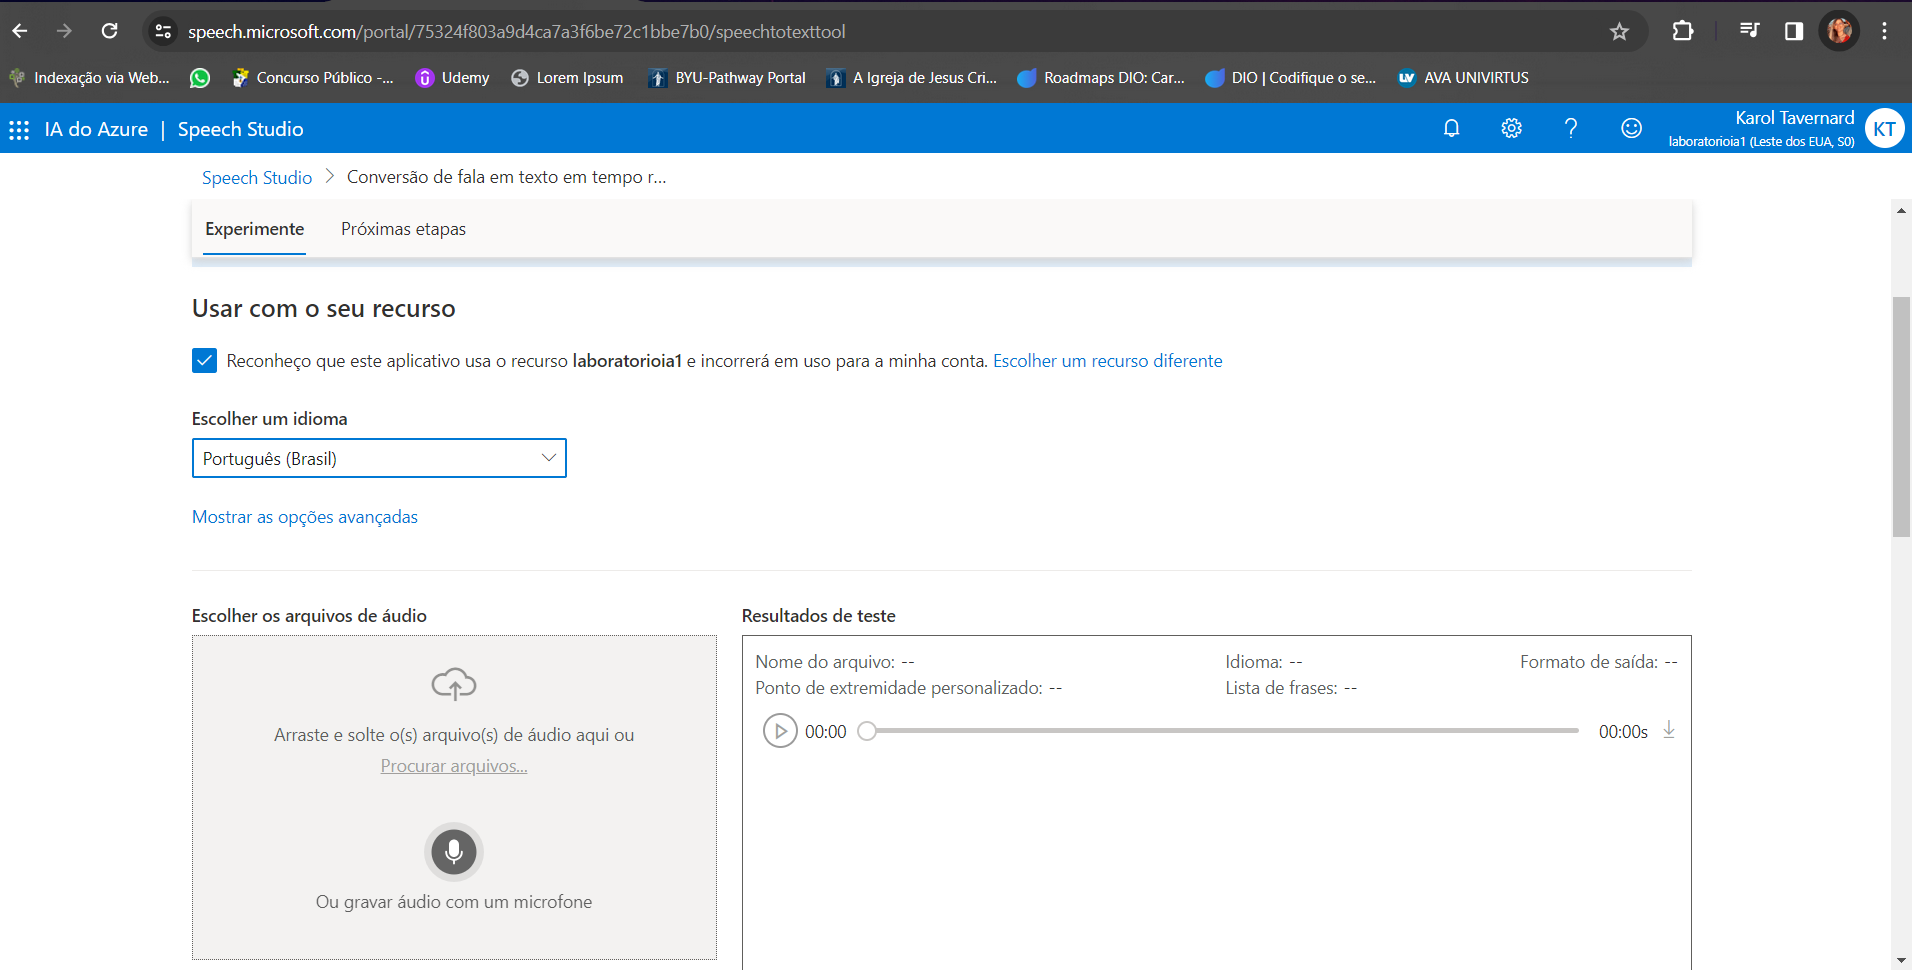 speech.microsoft.com/portal/75324f803a9d4ca7a3f6be72c1bbe7b0/speechtotexttool
Indexação via Web... Concurso Público -... Udemy Lorem Ipsum BYU-Pathway Portal A Igreja de Jesus Cri... Roadmaps DIO: Car... DIO | Codifique o se... AVA UNIVIRTUS
IA do Azure | Speech Studio
Karol Tavernard
laboratorioia1 (Leste dos EUA, S0)
KT
Speech Studio > Conversão de fala em texto em tempo r...
Experimente Próximas etapas
Usar com o seu recurso
Reconheço que este aplicativo usa o recurso laboratorioia1 e incorrerá em uso para a minha conta. Escolher um recurso diferente
Escolher um idioma
Português (Brasil)
Mostrar as opções avançadas
Escolher os arquivos de áudio
Arraste e solte o(s) arquivo(s) de áudio aqui ou
Procurar arquivos...
Ou gravar áudio com um microfone
Resultados de teste
Nome do arquivo: -- Idioma: -- Formato de saída: --
Ponto de extremidade personalizado: -- Lista de frases: --
00:00 00:00s